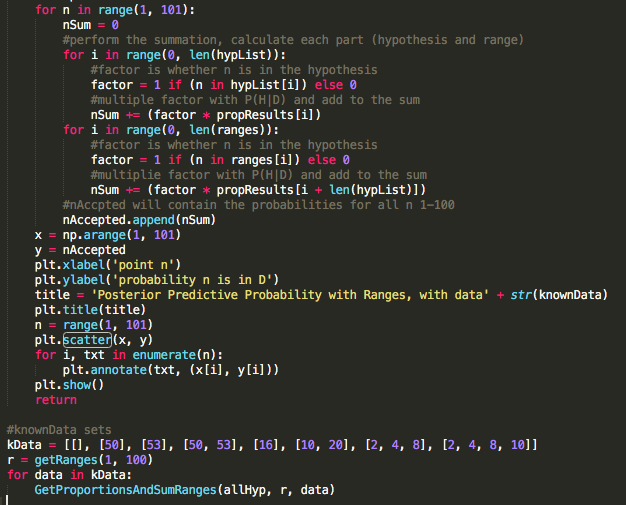 for n in range(1, 101):
nSum = 0
#perform the summation, calculate each part (hypothesis and range)
for i in range(0, len(hypList)):
#factor is whether n is in the hypothesis
factor = 1 if (n in hypList[i]) else 0
#multiple factor with P(H|D) and add to the sum
nSum += (factor * propResults[i])
for i in range(0, len(ranges)):
#factor is whether n is in the hypothesis
factor = 1 if (n in ranges[i]) else 0
#multiplie factor with P(H|D) and add to the sum
nSum += (factor * propResults[i + len(hypList)])
#nAccpted will contain the probabilities for all n 1-100
nAccepted.append(nSum)
x = np.arange(1, 101)
y = nAccepted
plt.xlabel('point n')
plt.ylabel('probability n is in D')
title = 'Posterior Predictive Probability with Ranges, with data' + str(knownData)
plt.title(title)
n = range(1, 101)
plt.scatter(x, y)
for i, txt in enumerate(n):
plt.annotate(txt, (x[i], y[i]))
plt.show()
return
#knownData sets
kData = [[], [50], [53], [50, 53], [16], [10, 20], [2, 4, 8], [2, 4, 8, 10]]
r = getRanges(1, 100)
for data in kData:
GetProportionsAndSumRanges(allHyp, r, data)